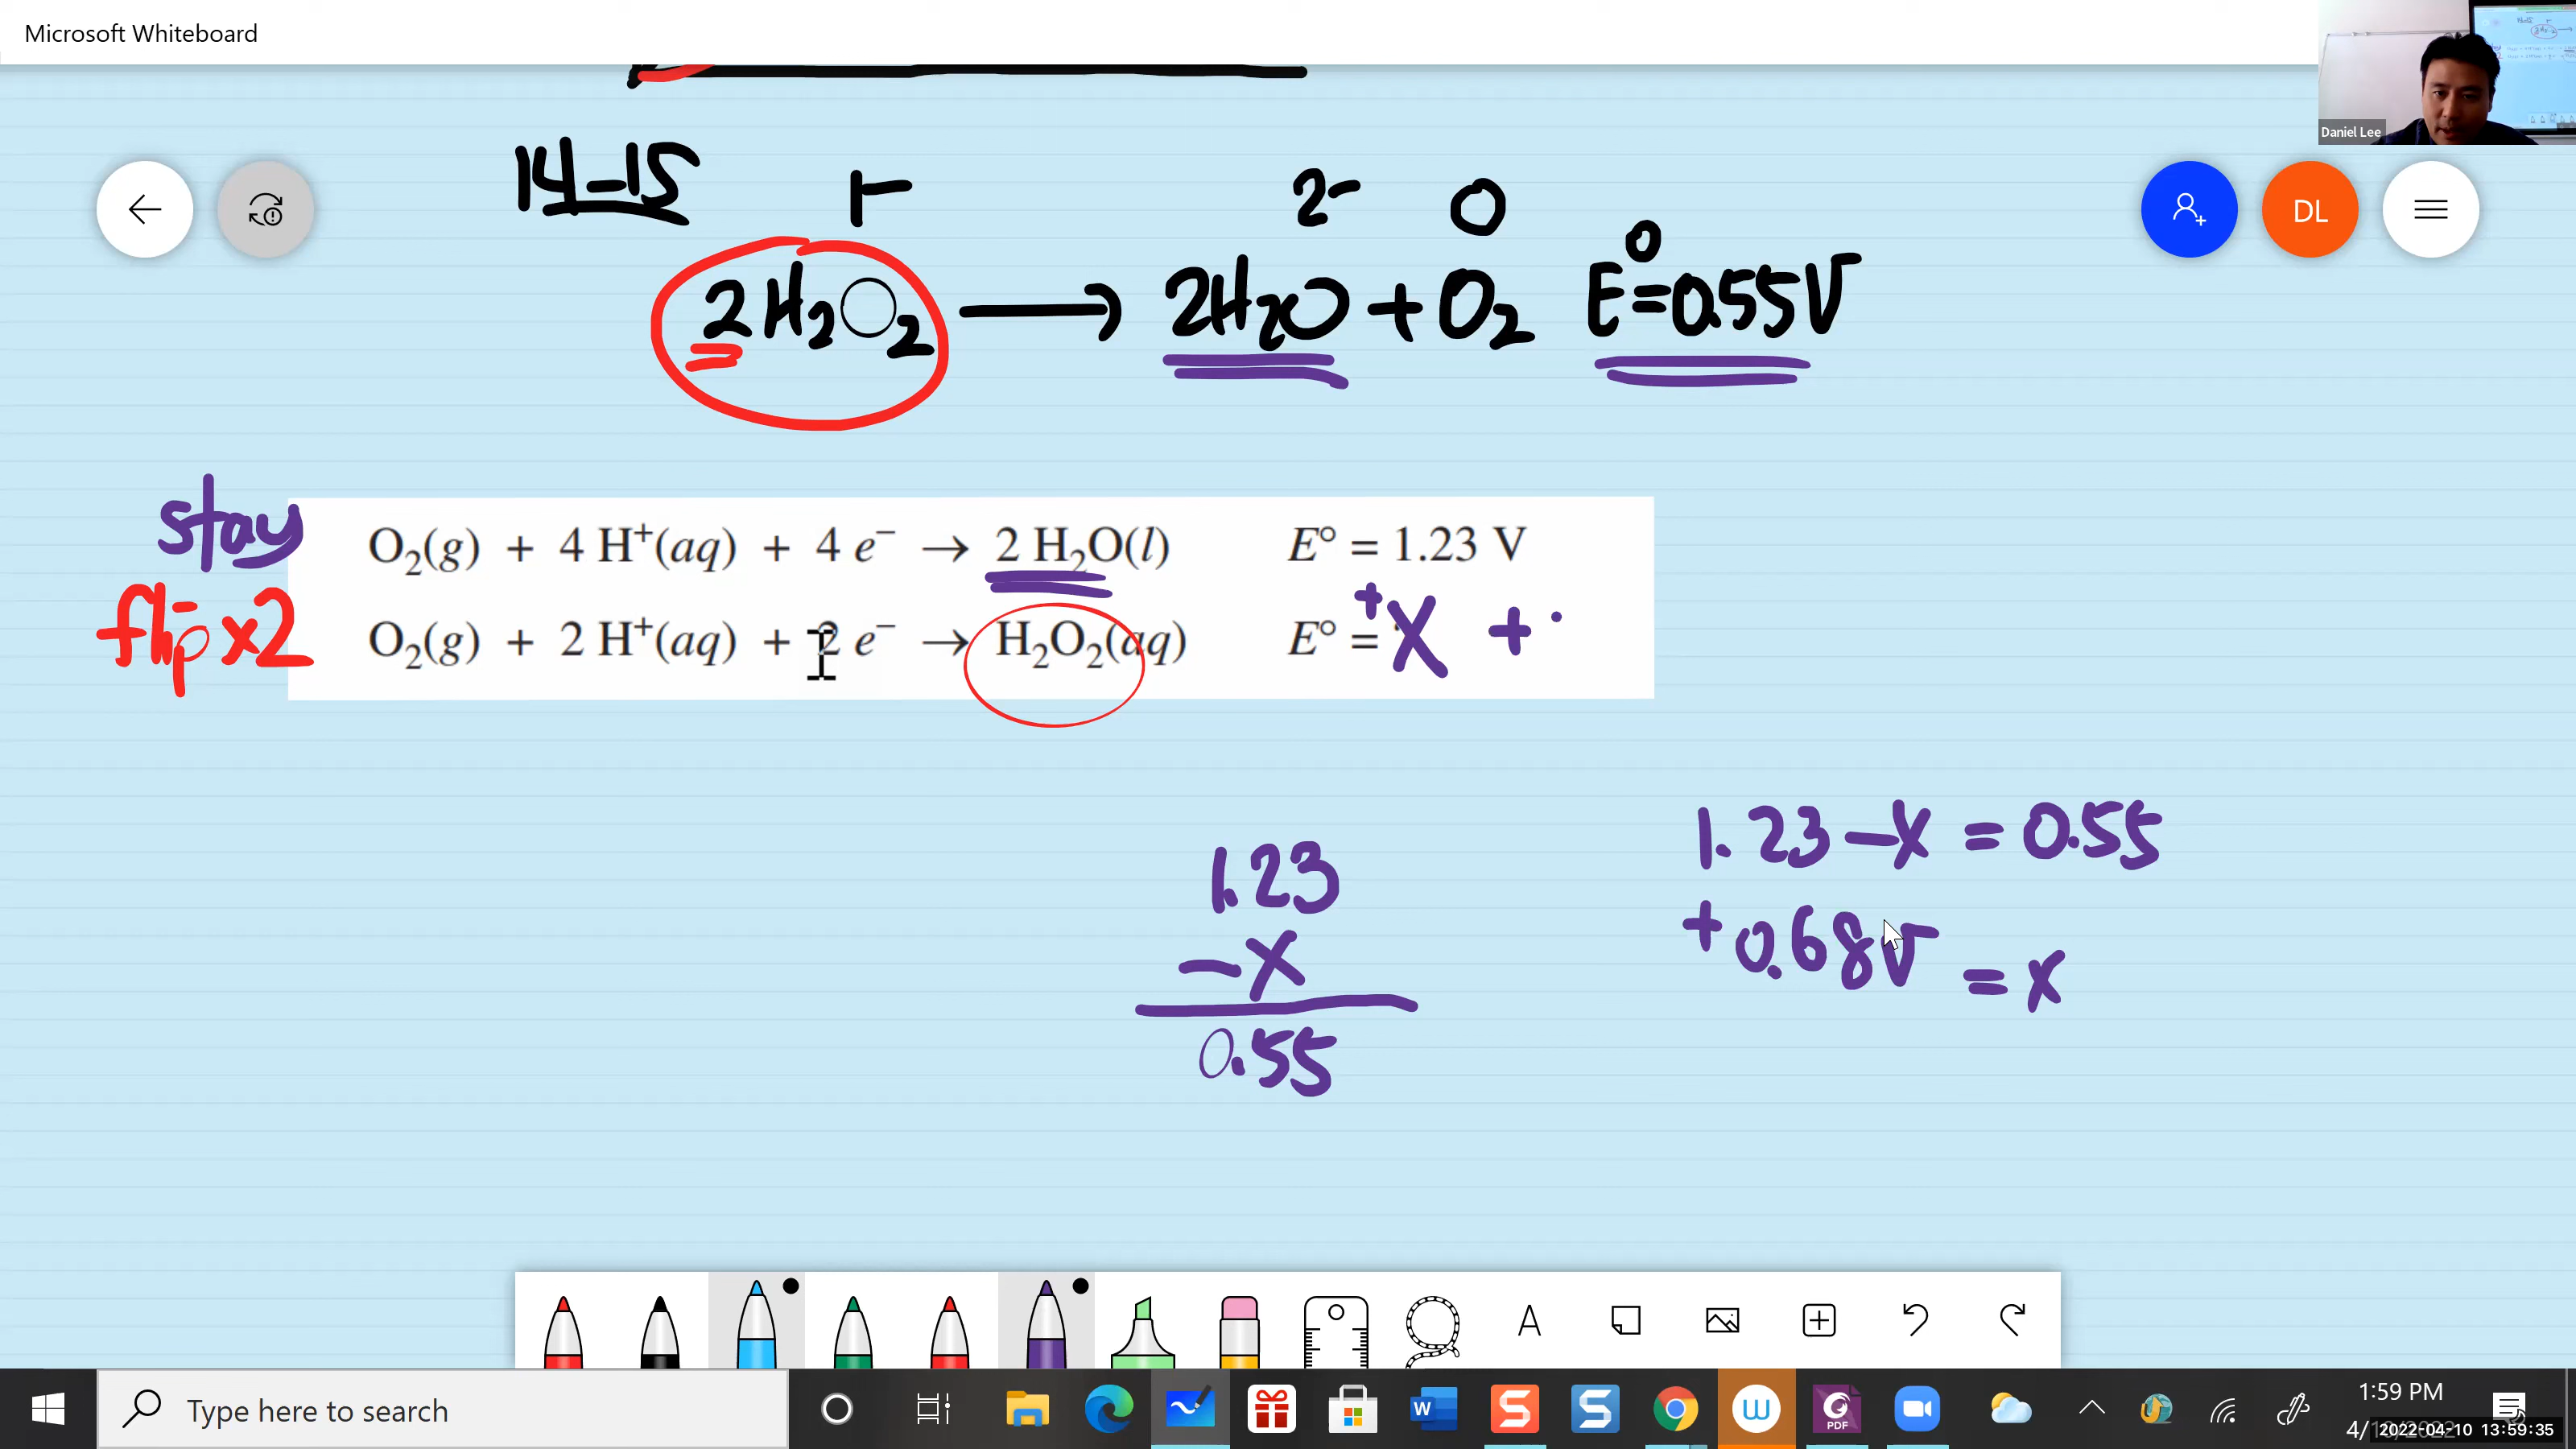 Microsoft Whiteboard
Daniel Lee
DL
14-15
1- 2- 0
2H₂O₂ → 2H₂O + O₂ E⁰=0.55V
stay O₂(g) + 4 H⁺(aq) + 4 e⁻ → 2 H₂O(l) E° = 1.23 V
flip x2 O₂(g) + 2 H⁺(aq) + 2 e⁻ → H₂O₂(aq) E° = +X +
1.23
-X
0.55
1.23-X = 0.55
+0.68V = X
A
Type here to search
W
S
S
W
PDF
1:59 PM
2022-04-10 13:59:35